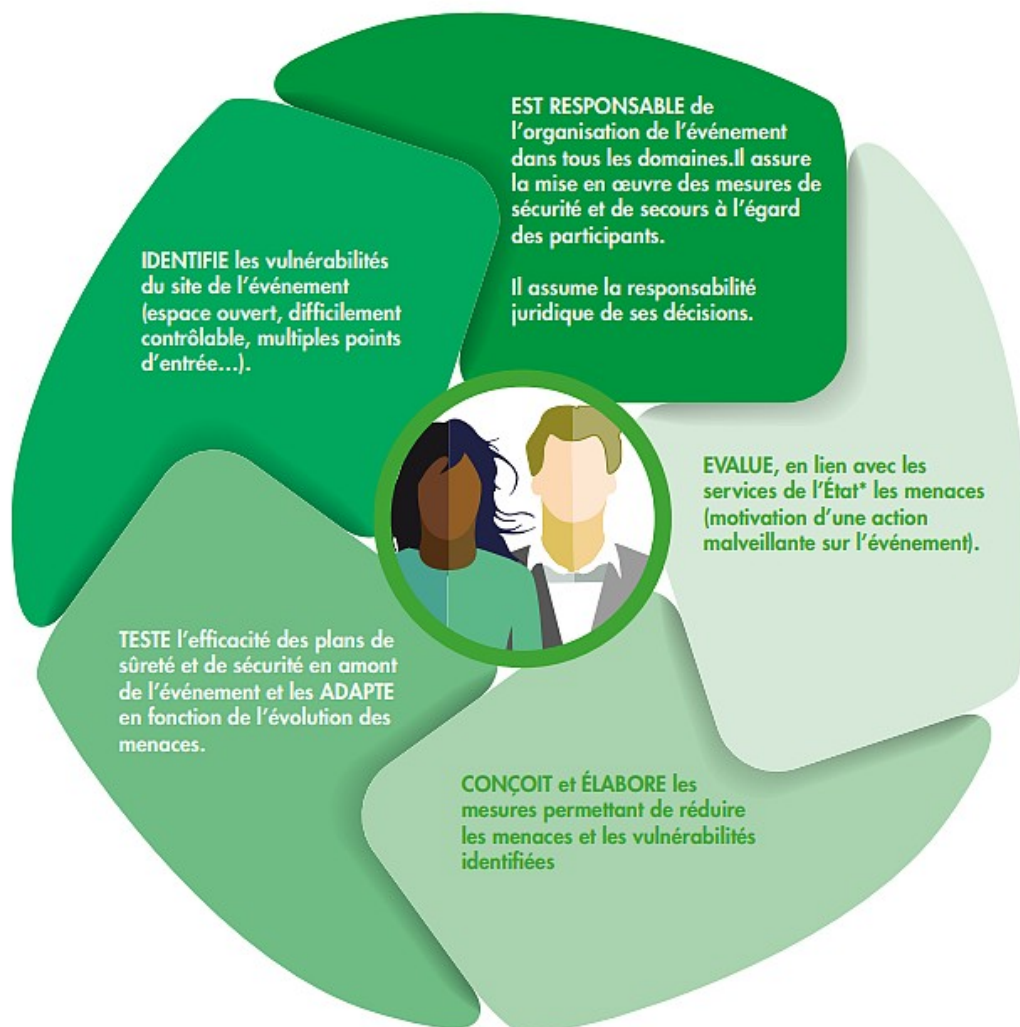 EST RESPONSABLE de
l'organisation de l'événement
dans tous les domaines.Il assure
la mise en œuvre des mesures de
sécurité et de secours à l'égard
des participants.
Il assume la responsabilité
juridique de ses décisions.
EVALUE, en lien avec les
services de l'État* les menaces
(motivation d'une action
malveillante sur l'événement).
CONÇOIT et ÉLABORE les
mesures permettant de réduire
les menaces et les vulnérabilités
identifiées
TESTE l'efficacité des plans de
sûreté et de sécurité en amont
de l'événement et les ADAPTE
en fonction de l'évolution des
menaces.
IDENTIFIE les vulnérabilités
du site de l'événement
(espace ouvert, difficilement
contrôlable, multiples points
d'entrée...).